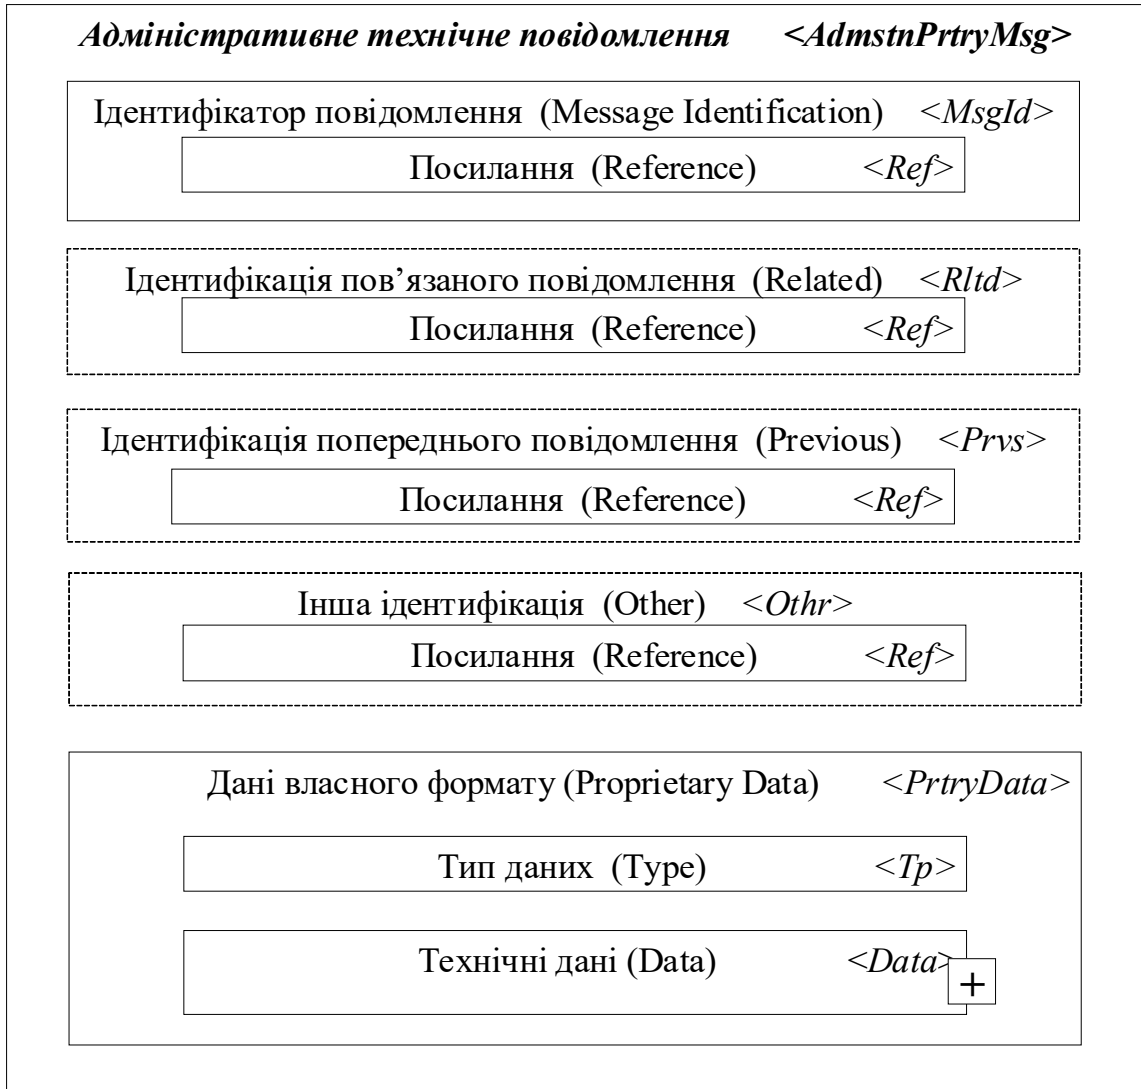 Адміністративне технічне повідомлення <AdmstnPrtryMsg>
Ідентифікатор повідомлення (Message Identification) <MsgId>
Посилання (Reference) <Ref>
Ідентифікація пов’язаного повідомлення (Related) <Rltd>
Посилання (Reference) <Ref>
Ідентифікація попереднього повідомлення (Previous) <Prvs>
Посилання (Reference) <Ref>
Інша ідентифікація (Other) <Othr>
Посилання (Reference) <Ref>
Дані власного формату (Proprietary Data) <PrtryData>
Тип даних (Type) <Tp>
Технічні дані (Data) <Data>
+